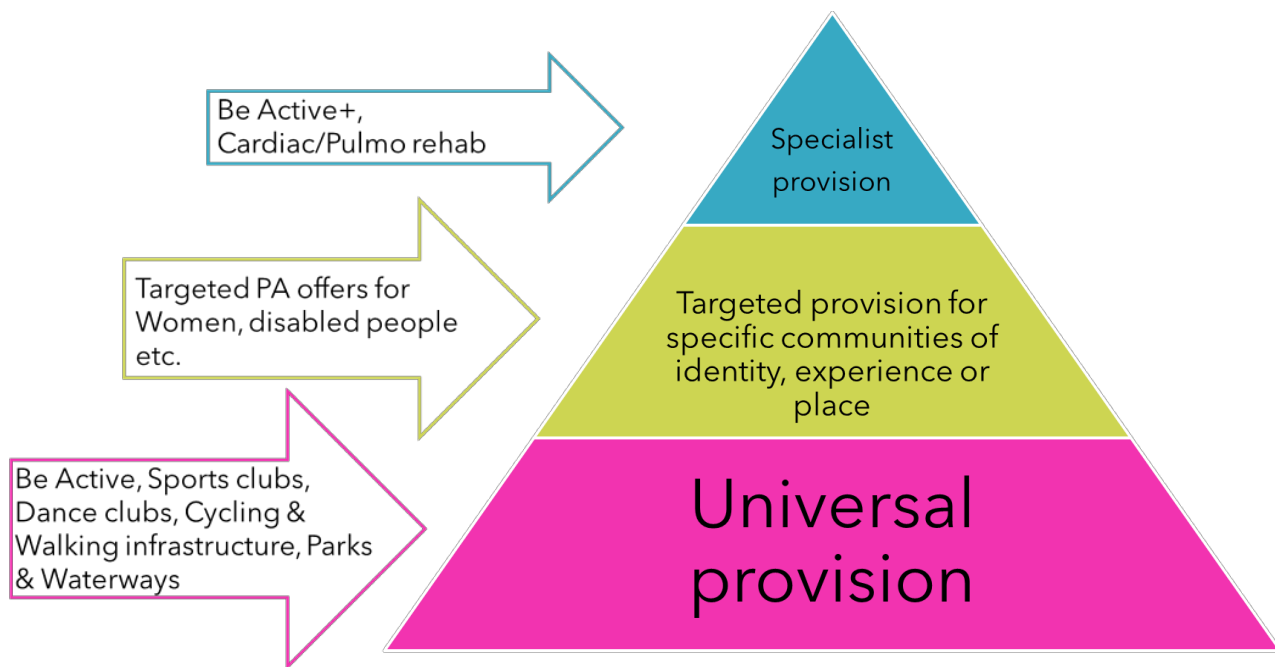 Be Active+,
Cardiac/Pulmo rehab
Specialist
provision
Targeted PA offers for
Women, disabled people
etc.
Targeted provision for
specific communities of
identity, experience or
place
Be Active, Sports clubs,
Dance clubs, Cycling &
Walking infrastructure, Parks
& Waterways
Universal
provision